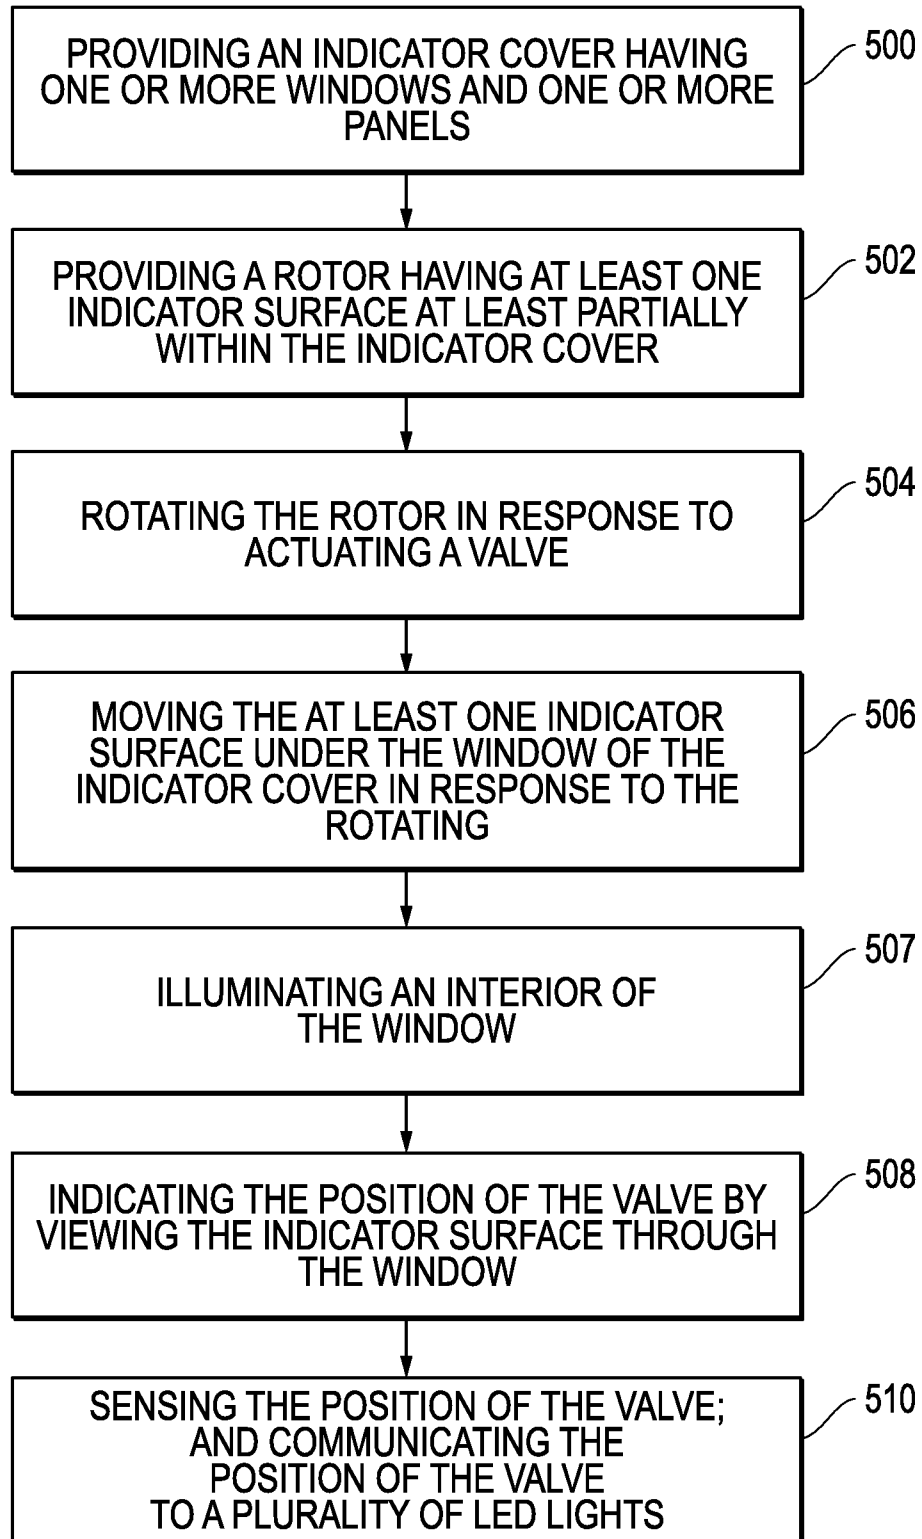 PROVIDING AN INDICATOR COVER HAVING
ONE OR MORE WINDOWS AND ONE OR MORE
PANELS
500
PROVIDING A ROTOR HAVING AT LEAST ONE
INDICATOR SURFACE AT LEAST PARTIALLY
WITHIN THE INDICATOR COVER
502
ROTATING THE ROTOR IN RESPONSE TO
ACTUATING A VALVE
504
MOVING THE AT LEAST ONE INDICATOR
SURFACE UNDER THE WINDOW OF THE
INDICATOR COVER IN RESPONSE TO THE
ROTATING
506
ILLUMINATING AN INTERIOR OF
THE WINDOW
507
INDICATING THE POSITION OF THE VALVE BY
VIEWING THE INDICATOR SURFACE THROUGH
THE WINDOW
508
SENSING THE POSITION OF THE VALVE;
AND COMMUNICATING THE
POSITION OF THE VALVE
TO A PLURALITY OF LED LIGHTS
510